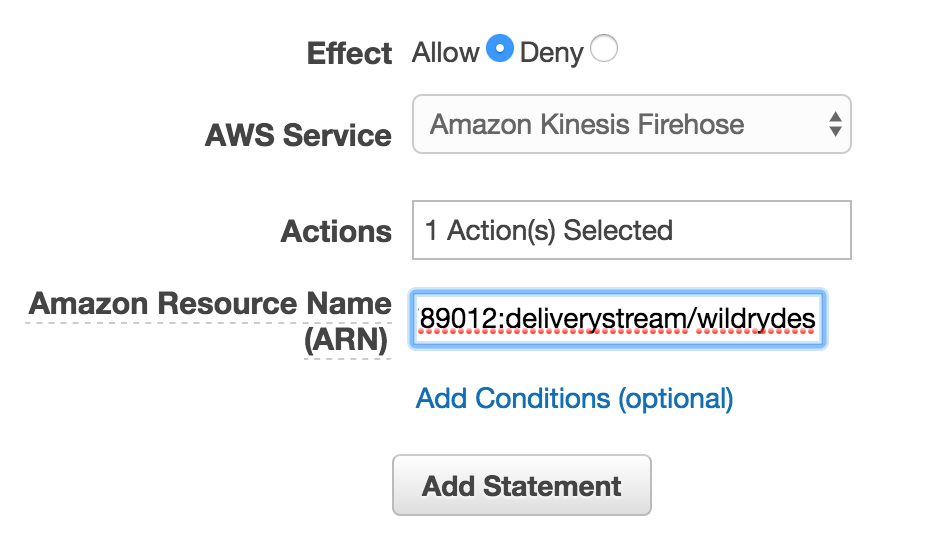 Effect Allow Deny
AWS Service Amazon Kinesis Firehose
Actions 1 Action(s) Selected
Amazon Resource Name
(ARN) 89012:deliverystream/wildrydes
Add Conditions (optional)
Add Statement